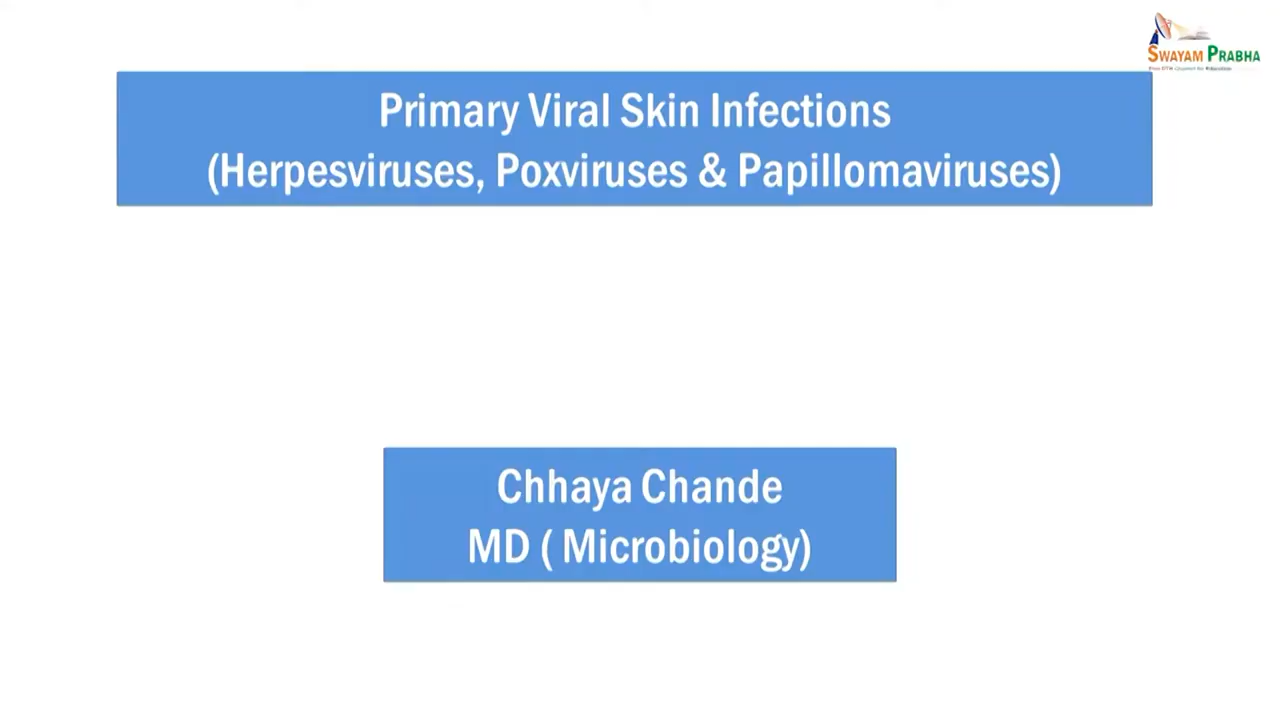 SWAYAM PRABHA
Primary Viral Skin Infections
(Herpesviruses, Poxviruses & Papillomaviruses)
Chhaya Chande
MD ( Microbiology)